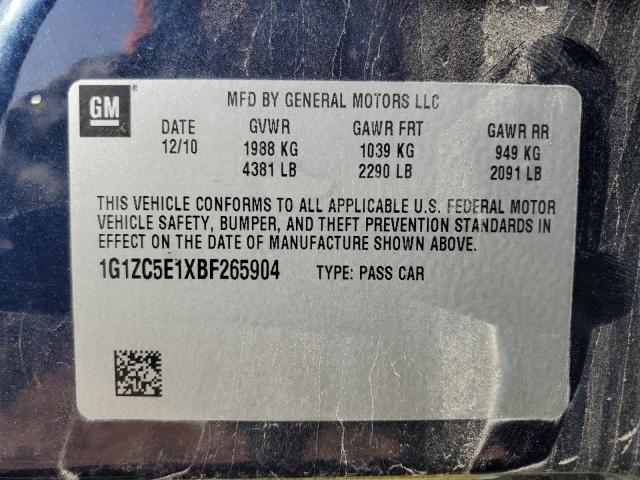 GM ®
MFD BY GENERAL MOTORS LLC
DATE GVWR GAWR FRT GAWR RR
12/10 1988 KG 1039 KG 949 KG
4381 LB 2290 LB 2091 LB
THIS VEHICLE CONFORMS TO ALL APPLICABLE U.S. FEDERAL MOTOR
VEHICLE SAFETY, BUMPER, AND THEFT PREVENTION STANDARDS IN
EFFECT ON THE DATE OF MANUFACTURE SHOWN ABOVE.
1G1ZC5E1XBF265904 TYPE: PASS CAR